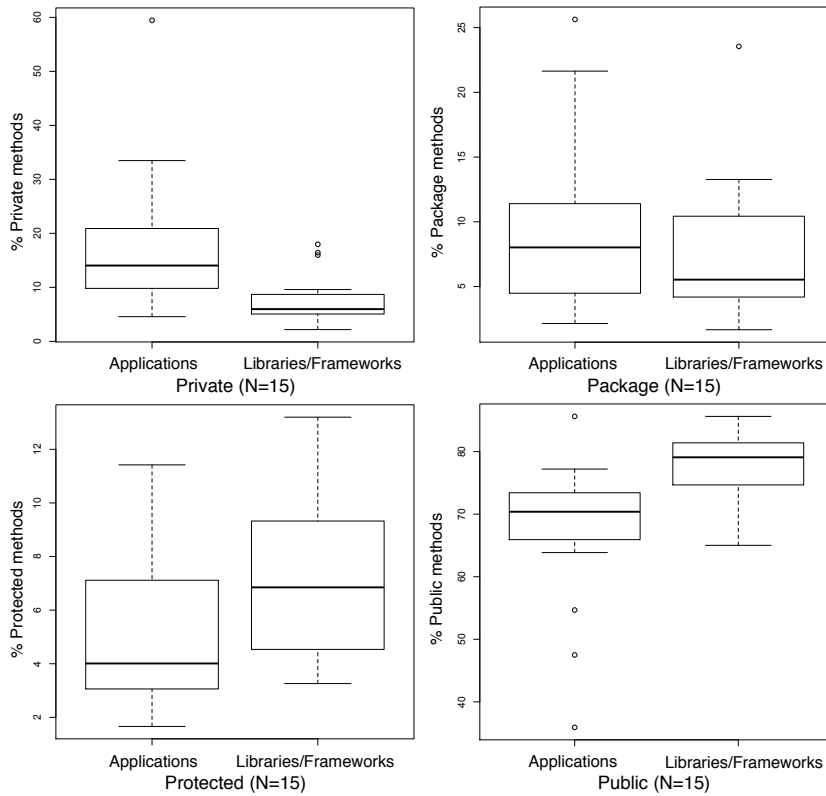 % Private methods
60
50
40
30
20
10
0
Applications Libraries/Frameworks
Private (N=15)
% Package methods
25
20
15
10
5
Applications Libraries/Frameworks
Package (N=15)
% Protected methods
12
10
8
6
4
2
Applications Libraries/Frameworks
Protected (N=15)
% Public methods
80
70
60
50
40
Applications Libraries/Frameworks
Public (N=15)